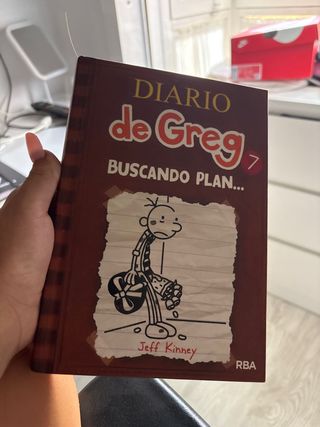 DIARIO
de Greg
7
BUSCANDO PLAN...
Jeff Kinney
RBA